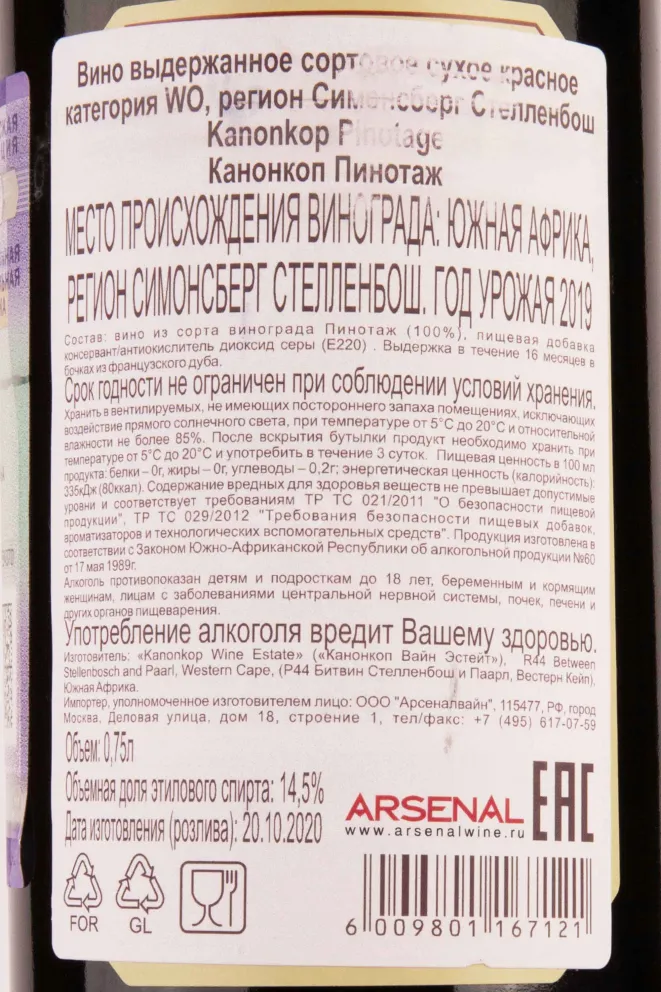 Вино выдержанное сортовое сухое красное
категория WO, регион Симонсберг Стелленбош
Kanonkop Pinotage
Канонкоп Пинотаж
МЕСТО ПРОИСХОЖДЕНИЯ ВИНОГРАДА: ЮЖНАЯ АФРИКА,
РЕГИОН СИМОНСБЕРГ СТЕЛЛЕНБОШ. ГОД УРОЖАЯ 2019
Состав: вино из сорта винограда Пинотаж (100%), пищевая добавка
консервант/антиокислитель диоксид серы (E220) . Выдержка в течение 16 месяцев в
бочках из французского дуба.
Срок годности не ограничен при соблюдении условий хранения.
Хранить в вентилируемых, не имеющих постороннего запаха помещениях, исключающих
воздействие прямого солнечного света, при температуре от 5°C до 20°C и относительной
влажности не более 85%. После вскрытия бутылки продукт необходимо хранить при
температуре от 5°C до 20°C и употребить в течение 3 суток. Пищевая ценность в 100 мл
продукта: белки – 0г, жиры – 0г, углеводы – 0,2г; энергетическая ценность (калорийность):
335кДж (80ккал). Содержание вредных для здоровья веществ не превышает допустимые
уровни и соответствует требованиям ТР ТС 021/2011 "О безопасности пищевой
продукции", ТР ТС 029/2012 "Требования безопасности пищевых добавок,
ароматизаторов и технологических вспомогательных средств". Продукция изготовлена в
соответствии с Законом Южно-Африканской Республики об алкогольной продукции №60
от 17 мая 1989г.
Алкоголь противопоказан детям и подросткам до 18 лет, беременным и кормящим
женщинам, лицам с заболеваниями центральной нервной системы, почек, печени и
других органов пищеварения.
Употребление алкоголя вредит Вашему здоровью.
Изготовитель: «Kanonkop Wine Estate» («Канонкоп Вайн Эстейт»), R44 Between
Stellenbosch and Paarl, Western Cape, (Р44 Битвин Стелленбош и Паарл, Вестерн Кейп),
Южная Африка.
Импортер, уполномоченное изготовителем лицо: ООО "Арсеналвайн", 115477, РФ, город
Москва, Деловая улица, дом 18, строение 1, тел/факс: +7 (495) 617-07-59
Объем: 0,75л
Объемная доля этилового спирта: 14,5%
Дата изготовления (розлива): 20.10.2020
ARSENAL
www.arsenalwine.ru
EAC
FOR
GL
6 009801 167121